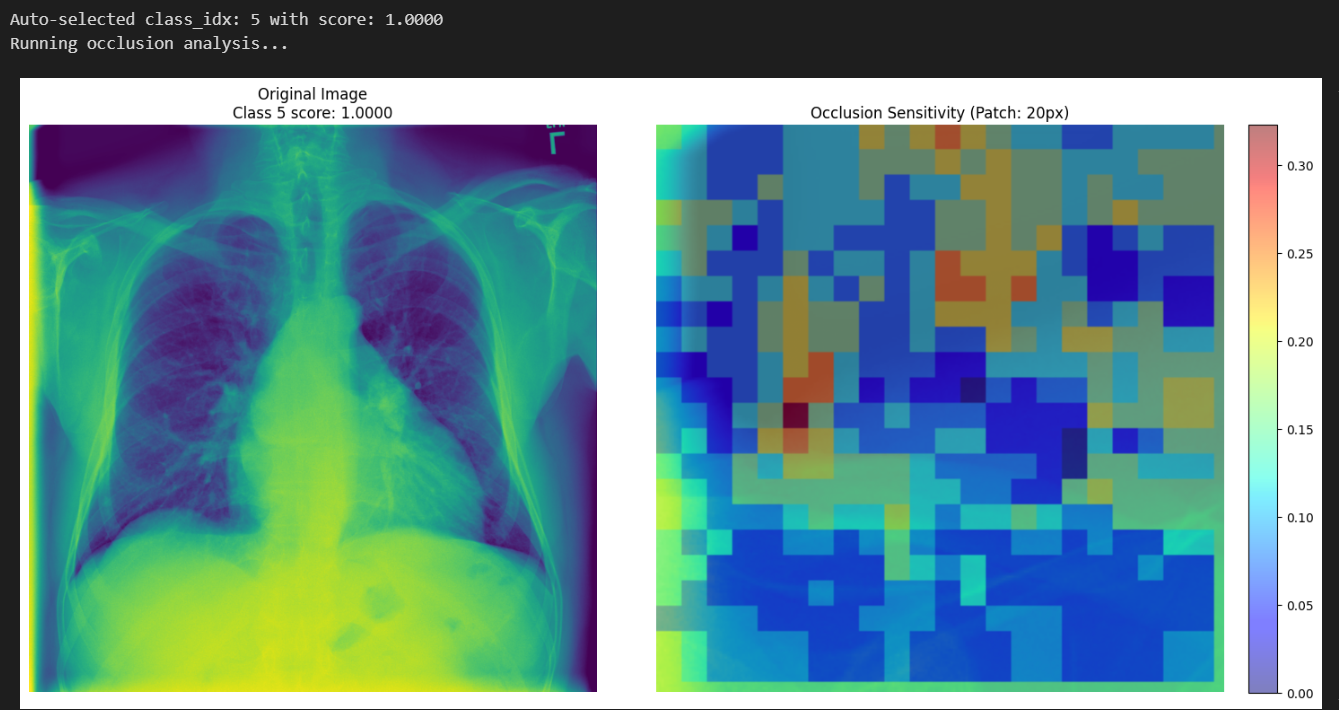 Auto-selected class_idx: 5 with score: 1.0000
Running occlusion analysis...
Original Image
Class 5 score: 1.0000
Occlusion Sensitivity (Patch: 20px)
0.30
0.25
0.20
0.15
0.10
0.05
0.00